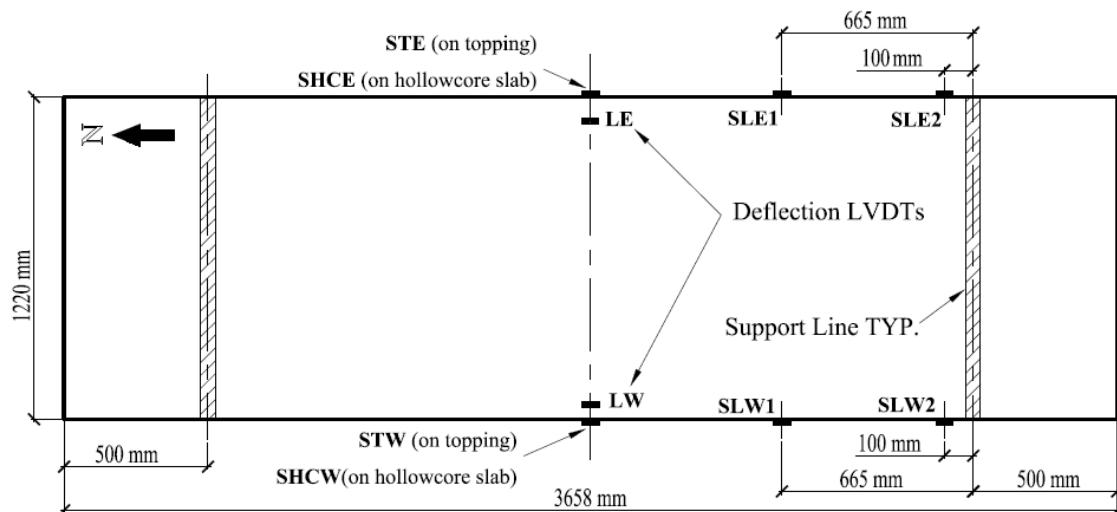 665 mm
STE (on topping)
100 mm
SHCE (on hollowcore slab)
LE
SLE1
SLE2
N
Deflection LVDTs
1220 mm
Support Line TYP.
LW
SLW1
SLW2
STW (on topping)
100 mm
500 mm
SHCW(on hollowcore slab)
665 mm
500 mm
3658 mm